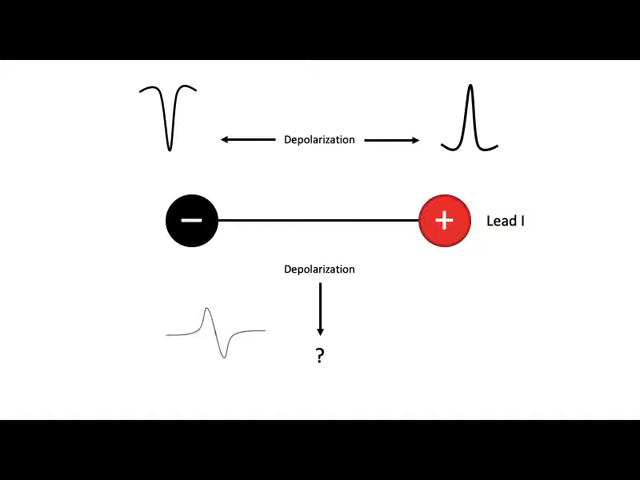 Depolarization
− + Lead I
Depolarization
?